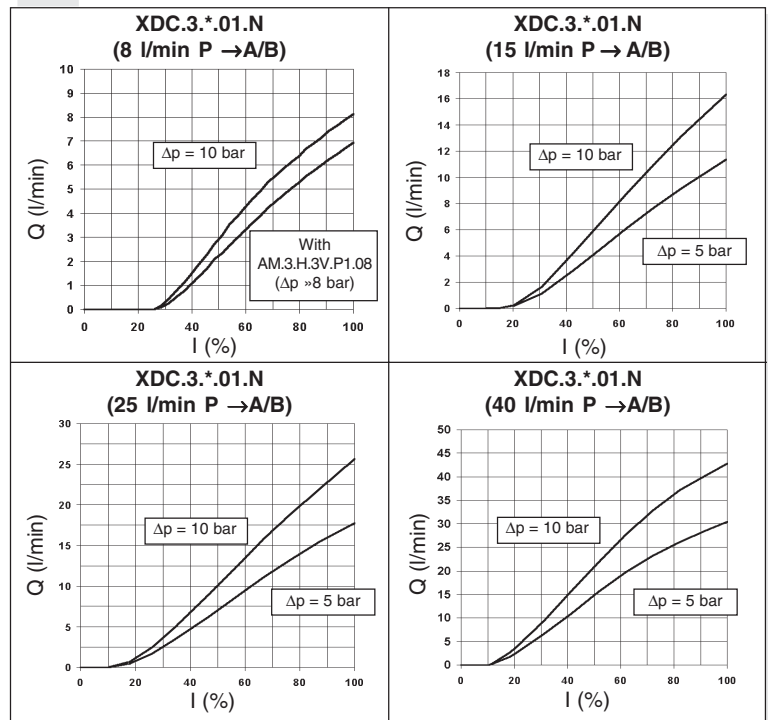 XDC.3.*.01.N
(8 l/min P →A/B)
10
9
8
7
6
5
4
3
2
1
0
Q (l/min)
Δp = 10 bar
With
AM.3.H.3V.P1.08
(Δp »8 bar)
0 20 40 60 80 100
I (%)
XDC.3.*.01.N
(15 l/min P → A/B)
18
16
14
12
10
8
6
4
2
0
Q (l/min)
Δp = 10 bar
Δp = 5 bar
0 20 40 60 80 100
I (%)
XDC.3.*.01.N
(25 l/min P →A/B)
30
25
20
15
10
5
0
Q (l/min)
Δp = 10 bar
Δp = 5 bar
0 20 40 60 80 100
I (%)
XDC.3.*.01.N
(40 l/min P →A/B)
50
45
40
35
30
25
20
15
10
5
0
Q (l/min)
Δp = 10 bar
Δp = 5 bar
0 20 40 60 80 100
I (%)